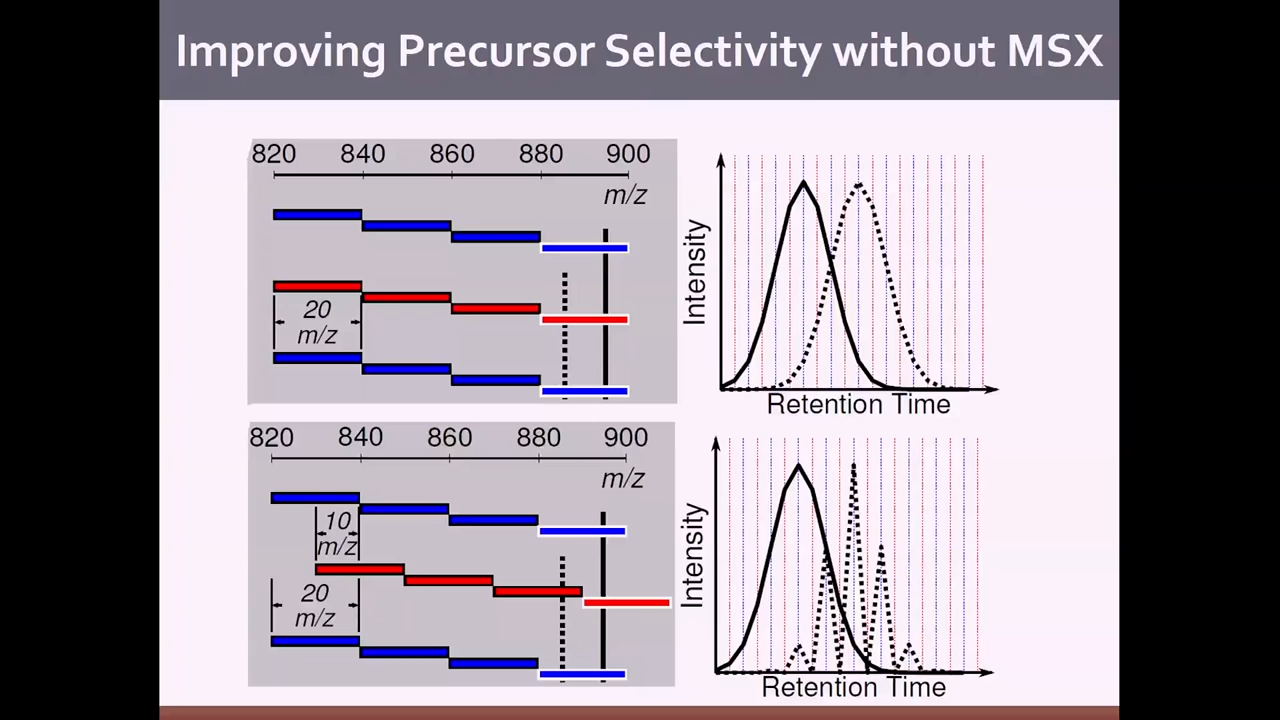 Improving Precursor Selectivity without MSX
820 840 860 880 900
m/z
20
m/z
Intensity
Retention Time
820 840 860 880 900
m/z
10
m/z
20
m/z
Intensity
Retention Time